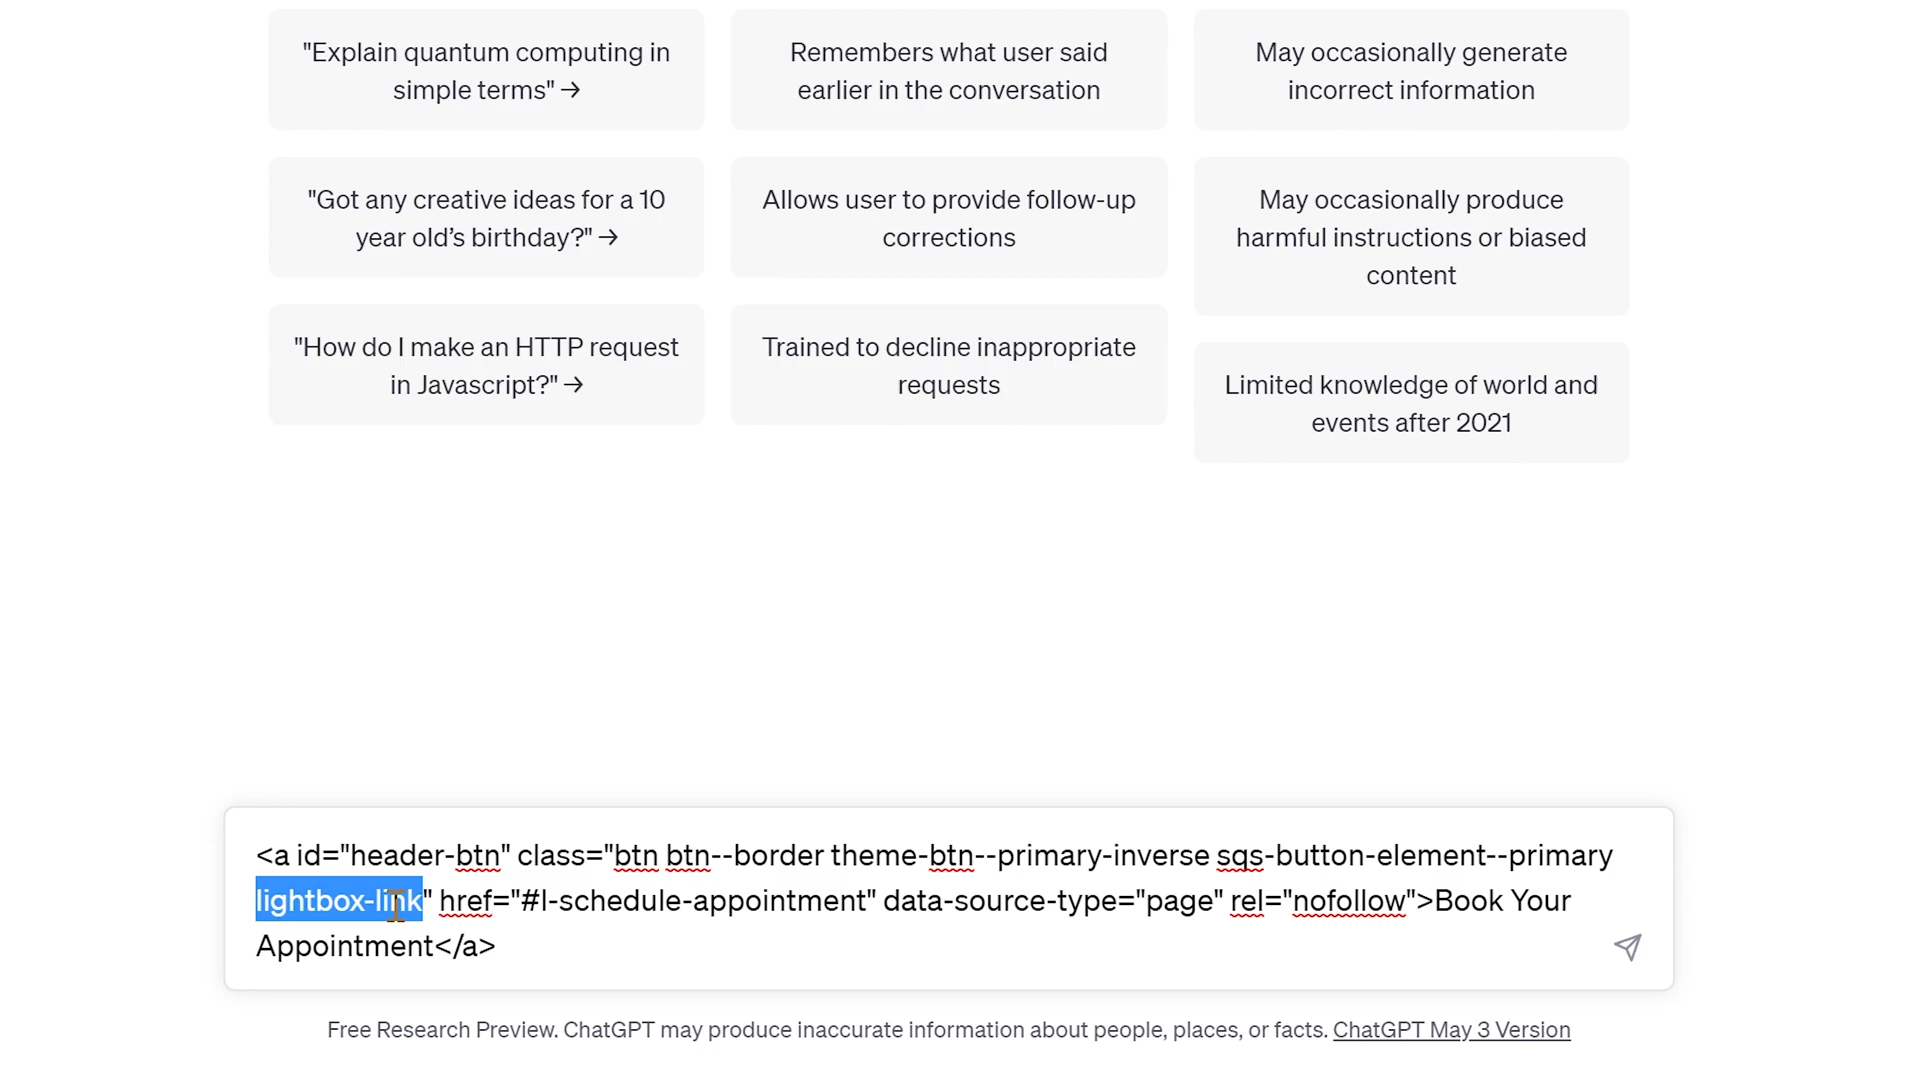 "Explain quantum computing in
simple terms" →
Remembers what user said
earlier in the conversation
May occasionally generate
incorrect information
"Got any creative ideas for a 10
year old’s birthday?" →
Allows user to provide follow-up
corrections
May occasionally produce
harmful instructions or biased
content
"How do I make an HTTP request
in Javascript?" →
Trained to decline inappropriate
requests
Limited knowledge of world and
events after 2021
<a id="header-btn" class="btn btn--border theme-btn--primary-inverse sqs-button-element--primary
lightbox-link" href="#l-schedule-appointment" data-source-type="page" rel="nofollow">Book Your
Appointment</a>
Free Research Preview. ChatGPT may produce inaccurate information about people, places, or facts. ChatGPT May 3 Version